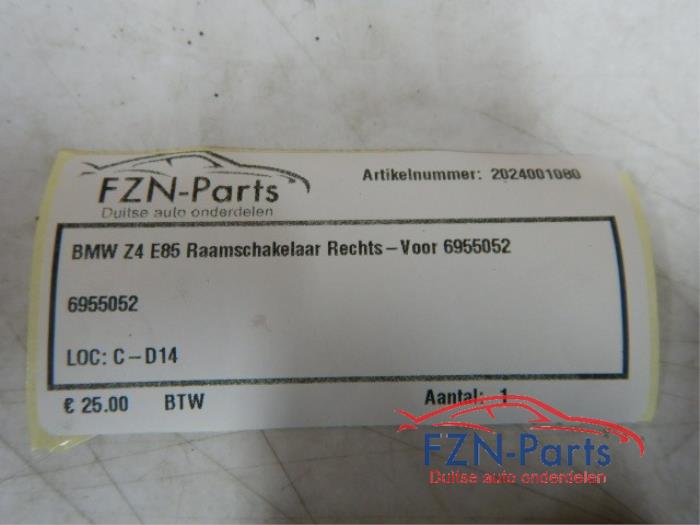 FZN-Parts
Duitse auto onderdelen
Artikelnummer: 2024001080
BMW Z4 E85 Raamschakelaar Rechts-Voor 6955052
6955052
LOC: C-D14
€ 25.00 BTW Aantal: 1
FZN-Parts
Duitse auto onderdelen